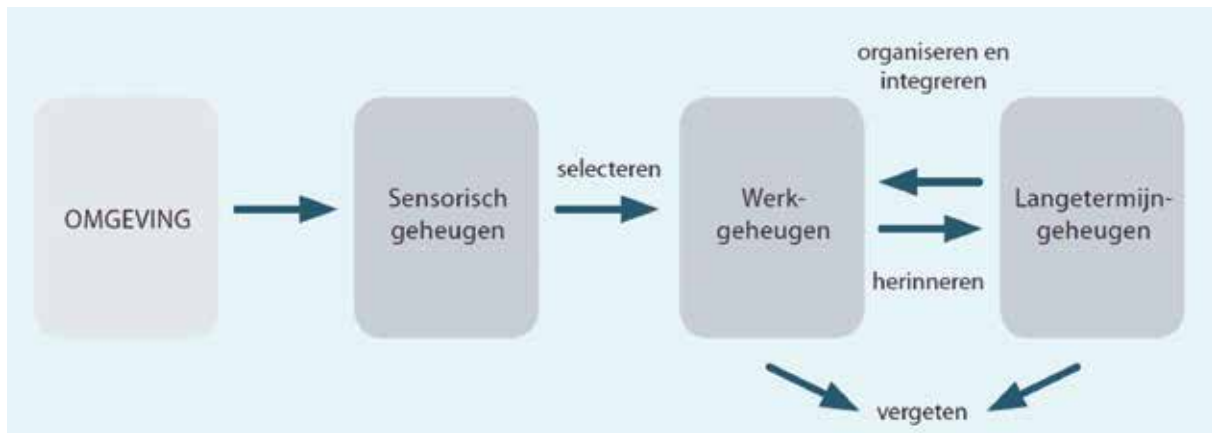 organiseren en
integreren
OMGEVING
Sensorisch
geheugen
selecteren
Werk-
geheugen
Langetermijn-
geheugen
herinneren
vergeten